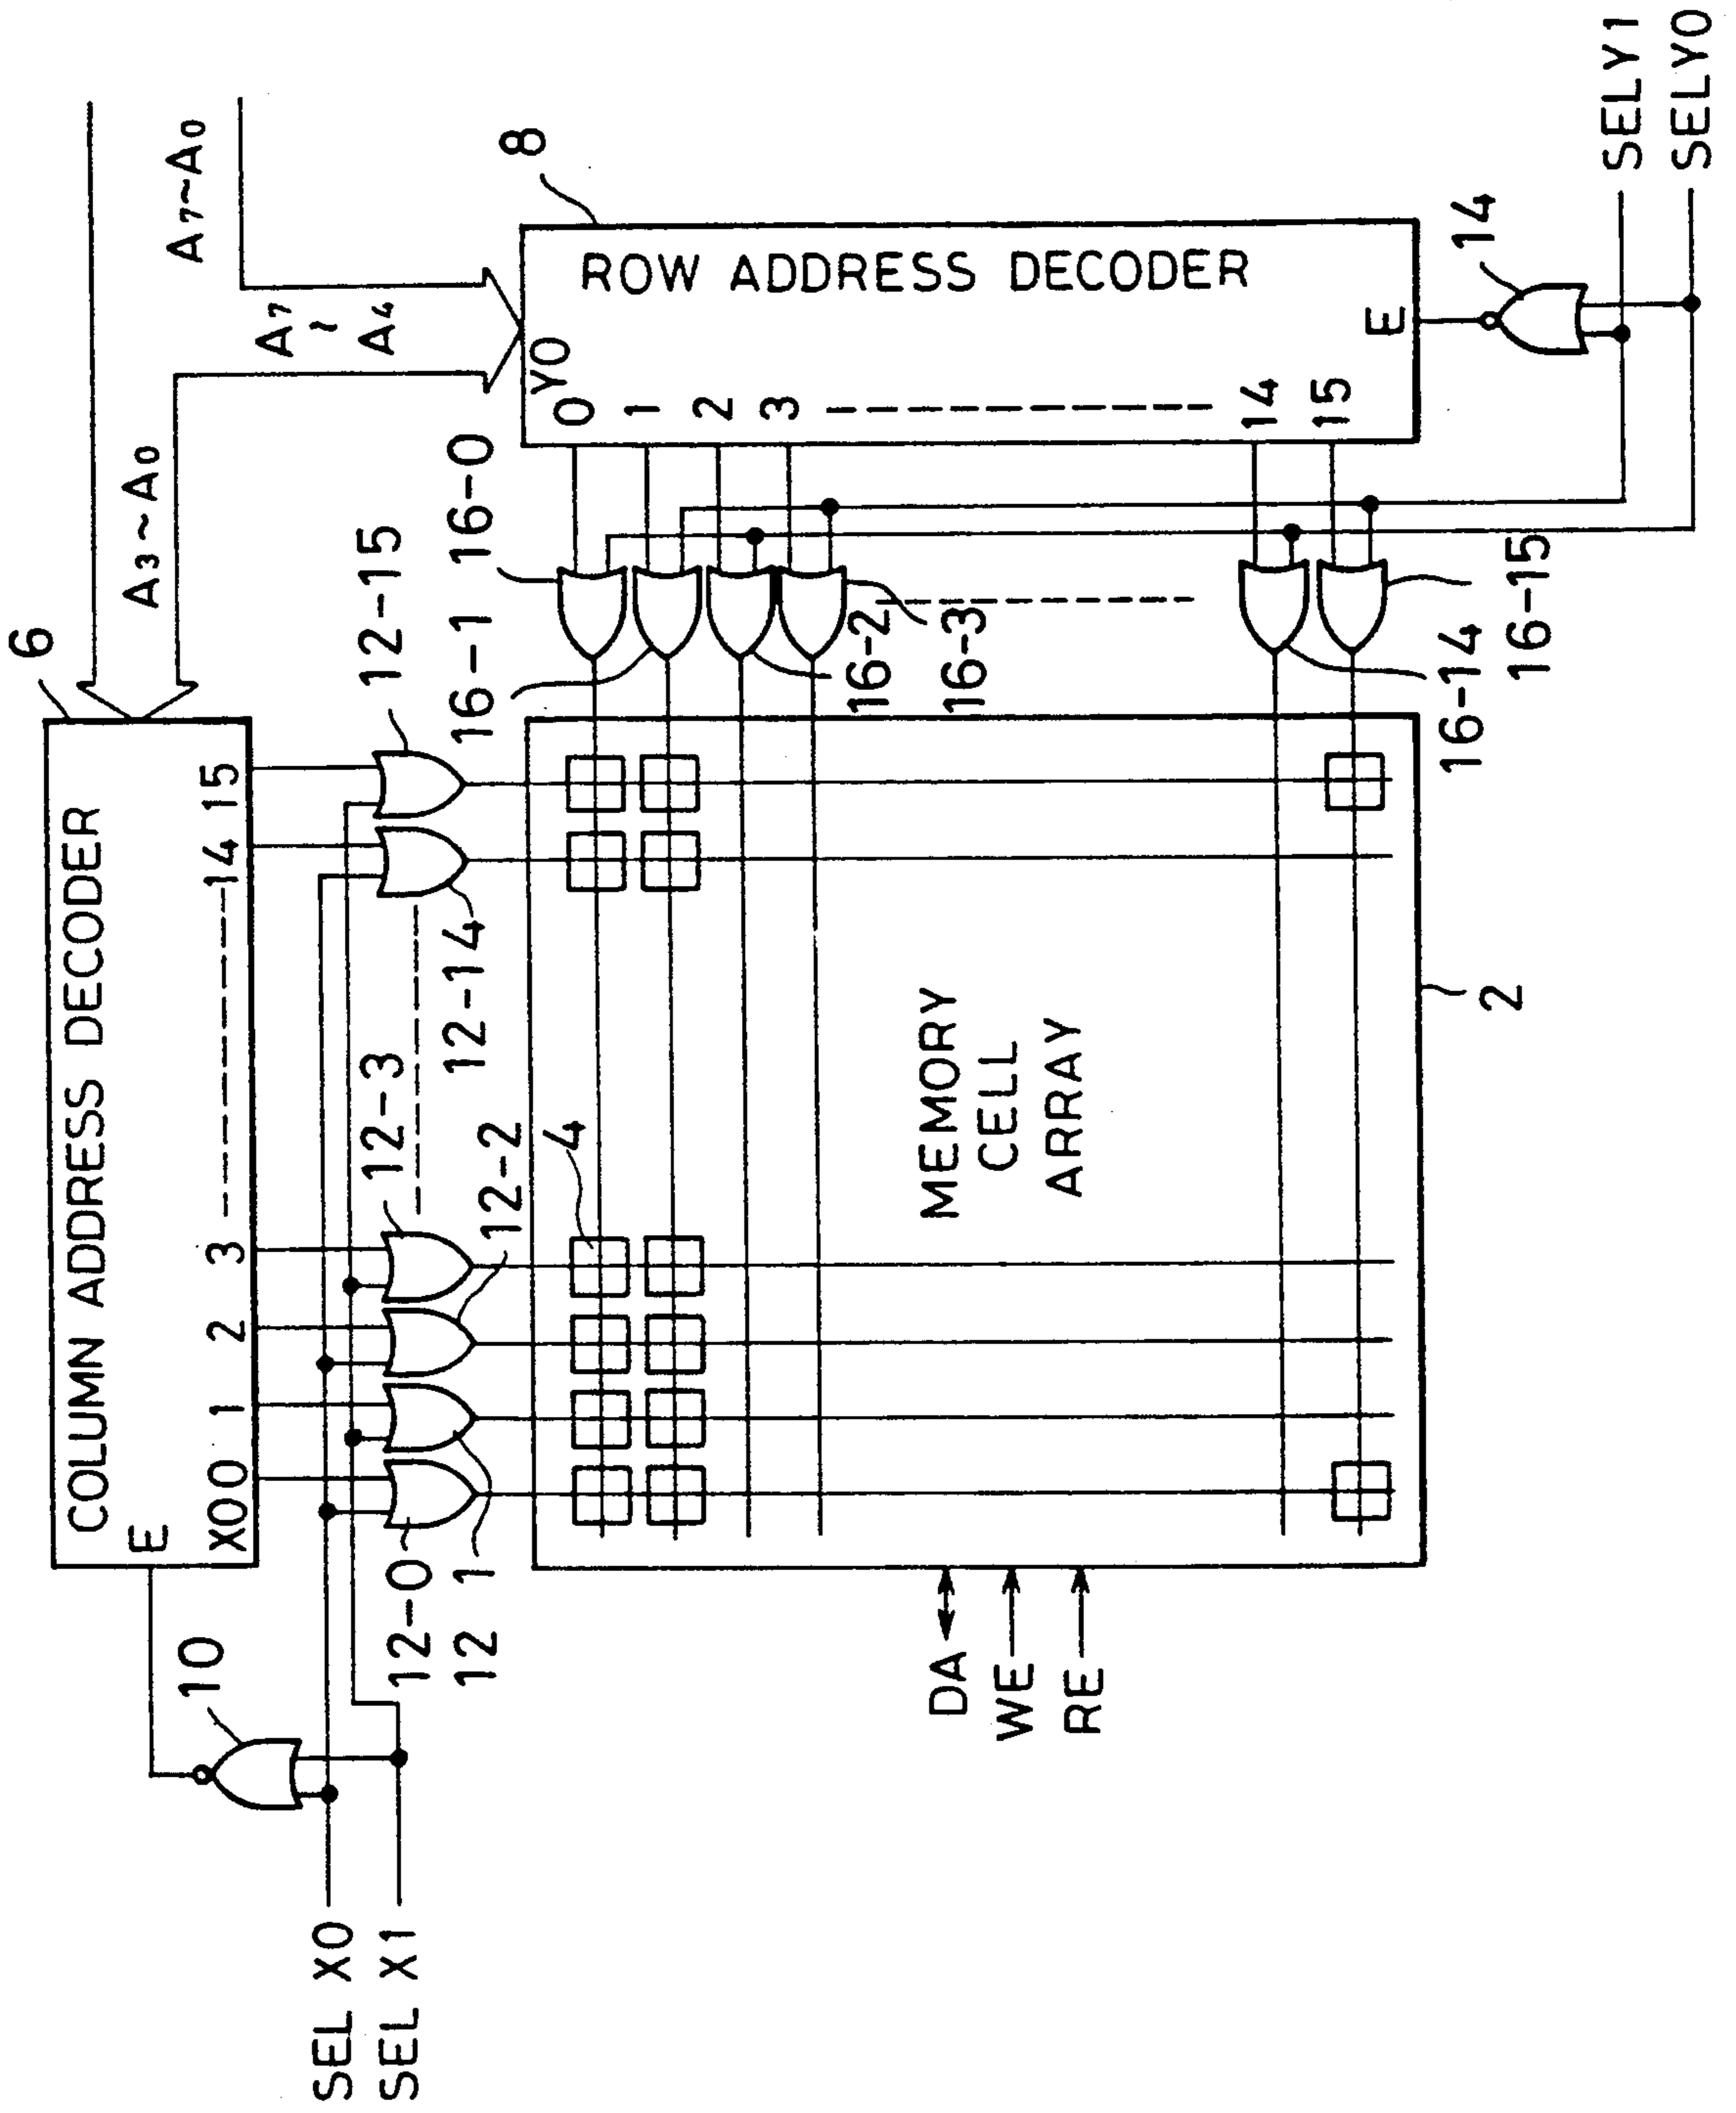 6
COLUMN ADDRESS DECODER
E
X00 1 2 3 14 15
A3~A0
A7~A0
A7
~
A4
8
ROW ADDRESS DECODER
Y0
0
1
2
3
14
15
E
10
12-0
12 1
12-2
12-3
12-14
12-15
16-0
16-1
16-2
16-3
16-14
16-15
14
SEL X0
SEL X1
SELY1
SELY0
4
MEMORY
CELL
ARRAY
2
DA
WE
RE